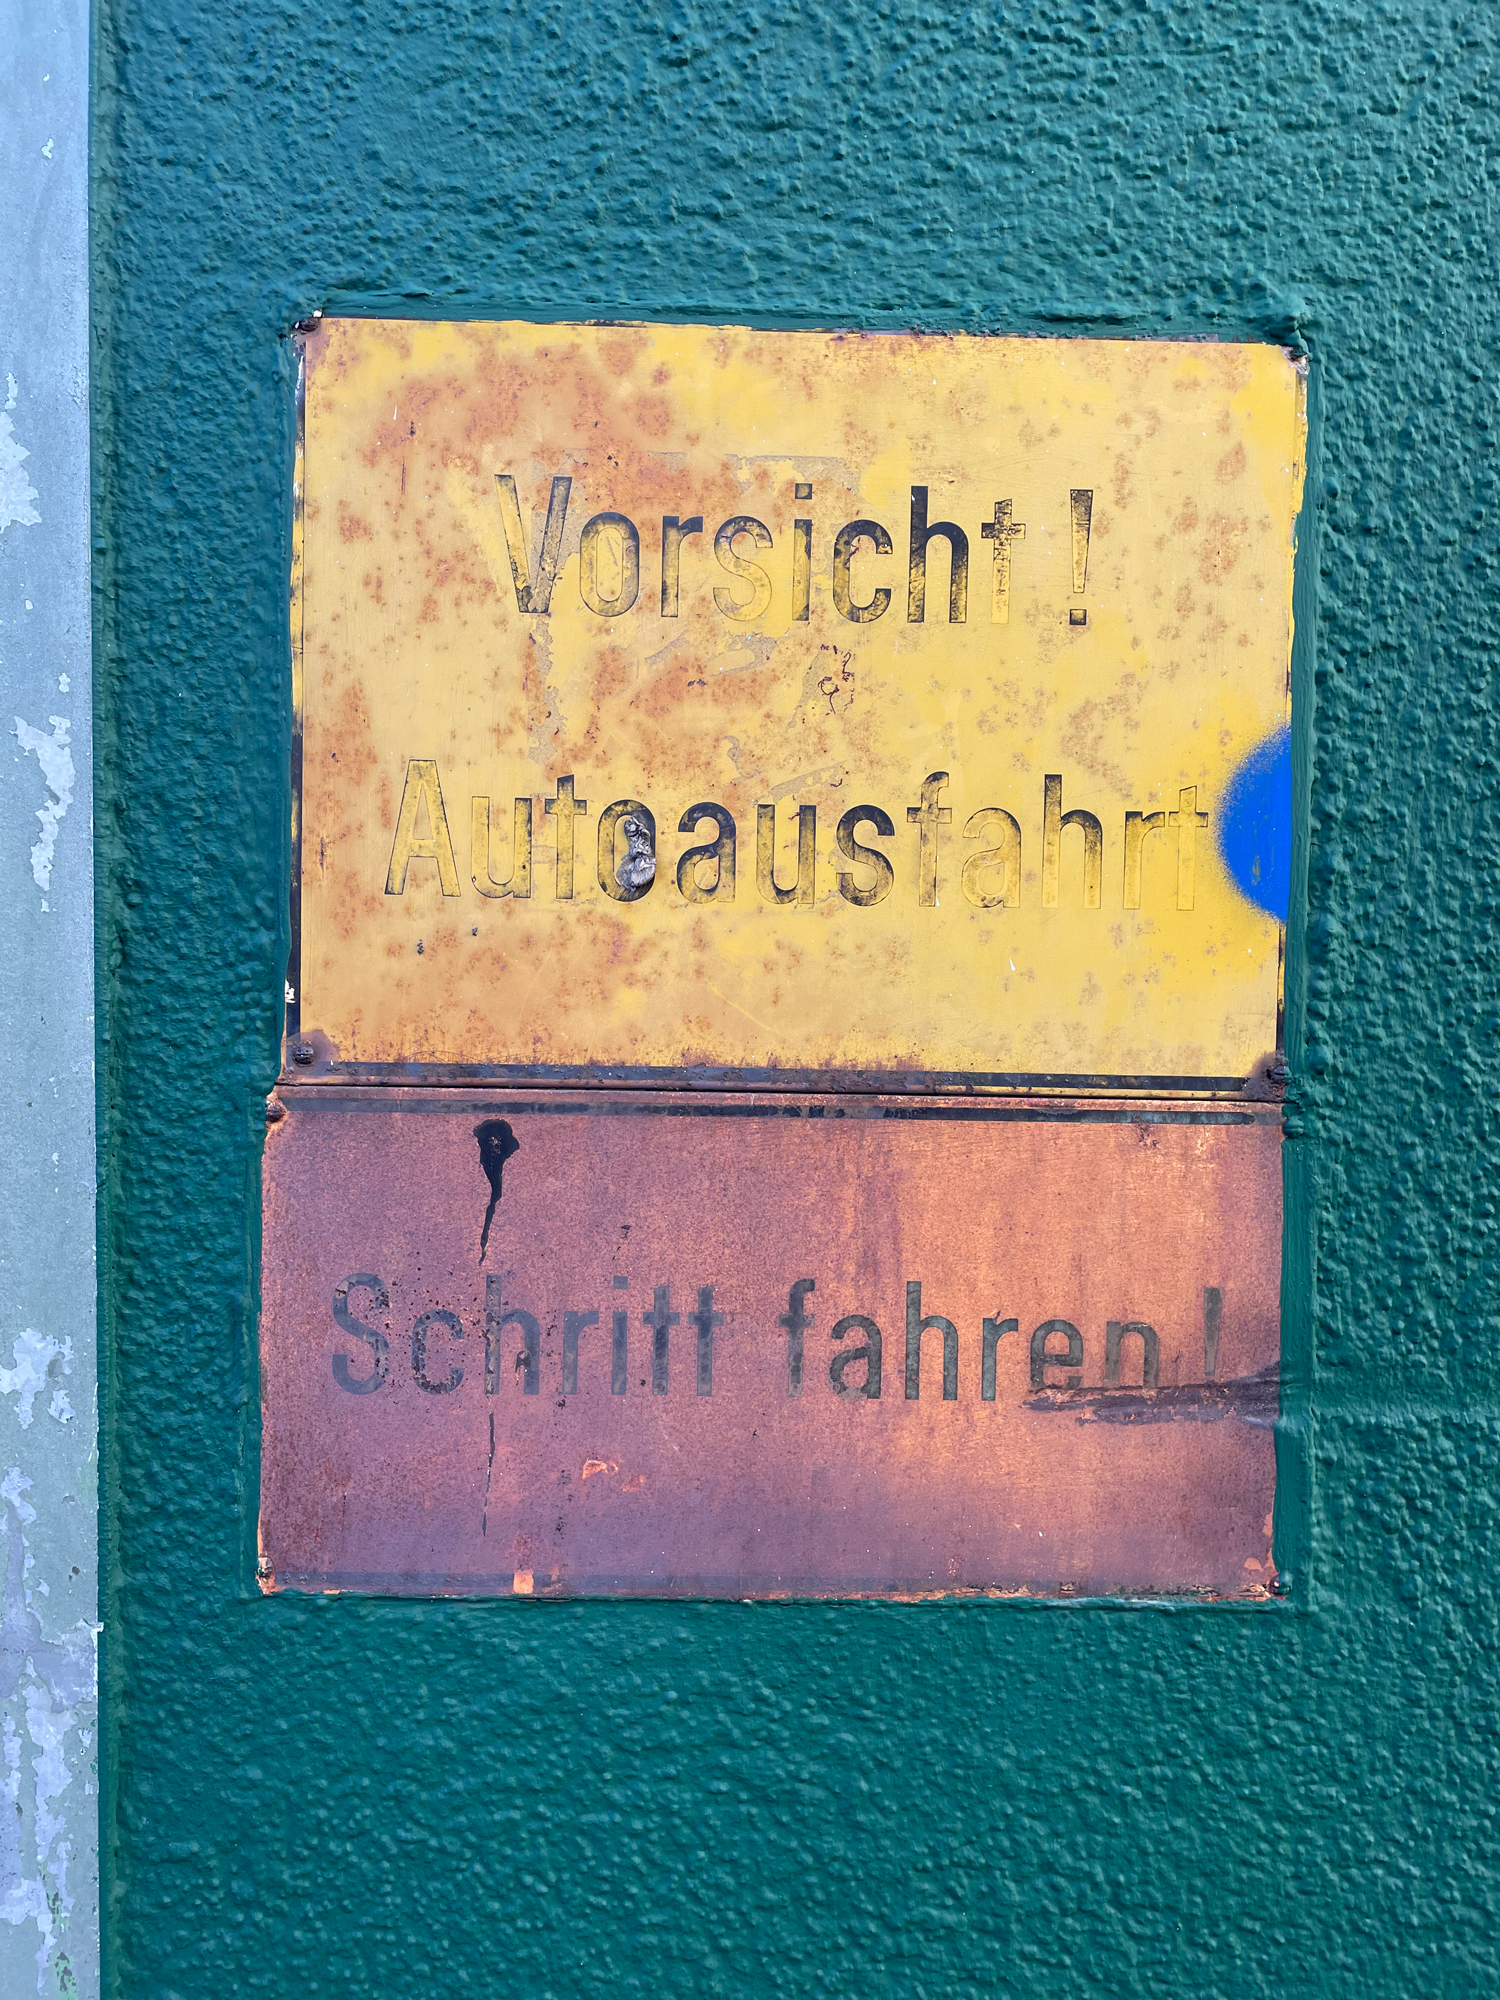 Vorsicht !
Autoausfahrt
Schritt fahren !